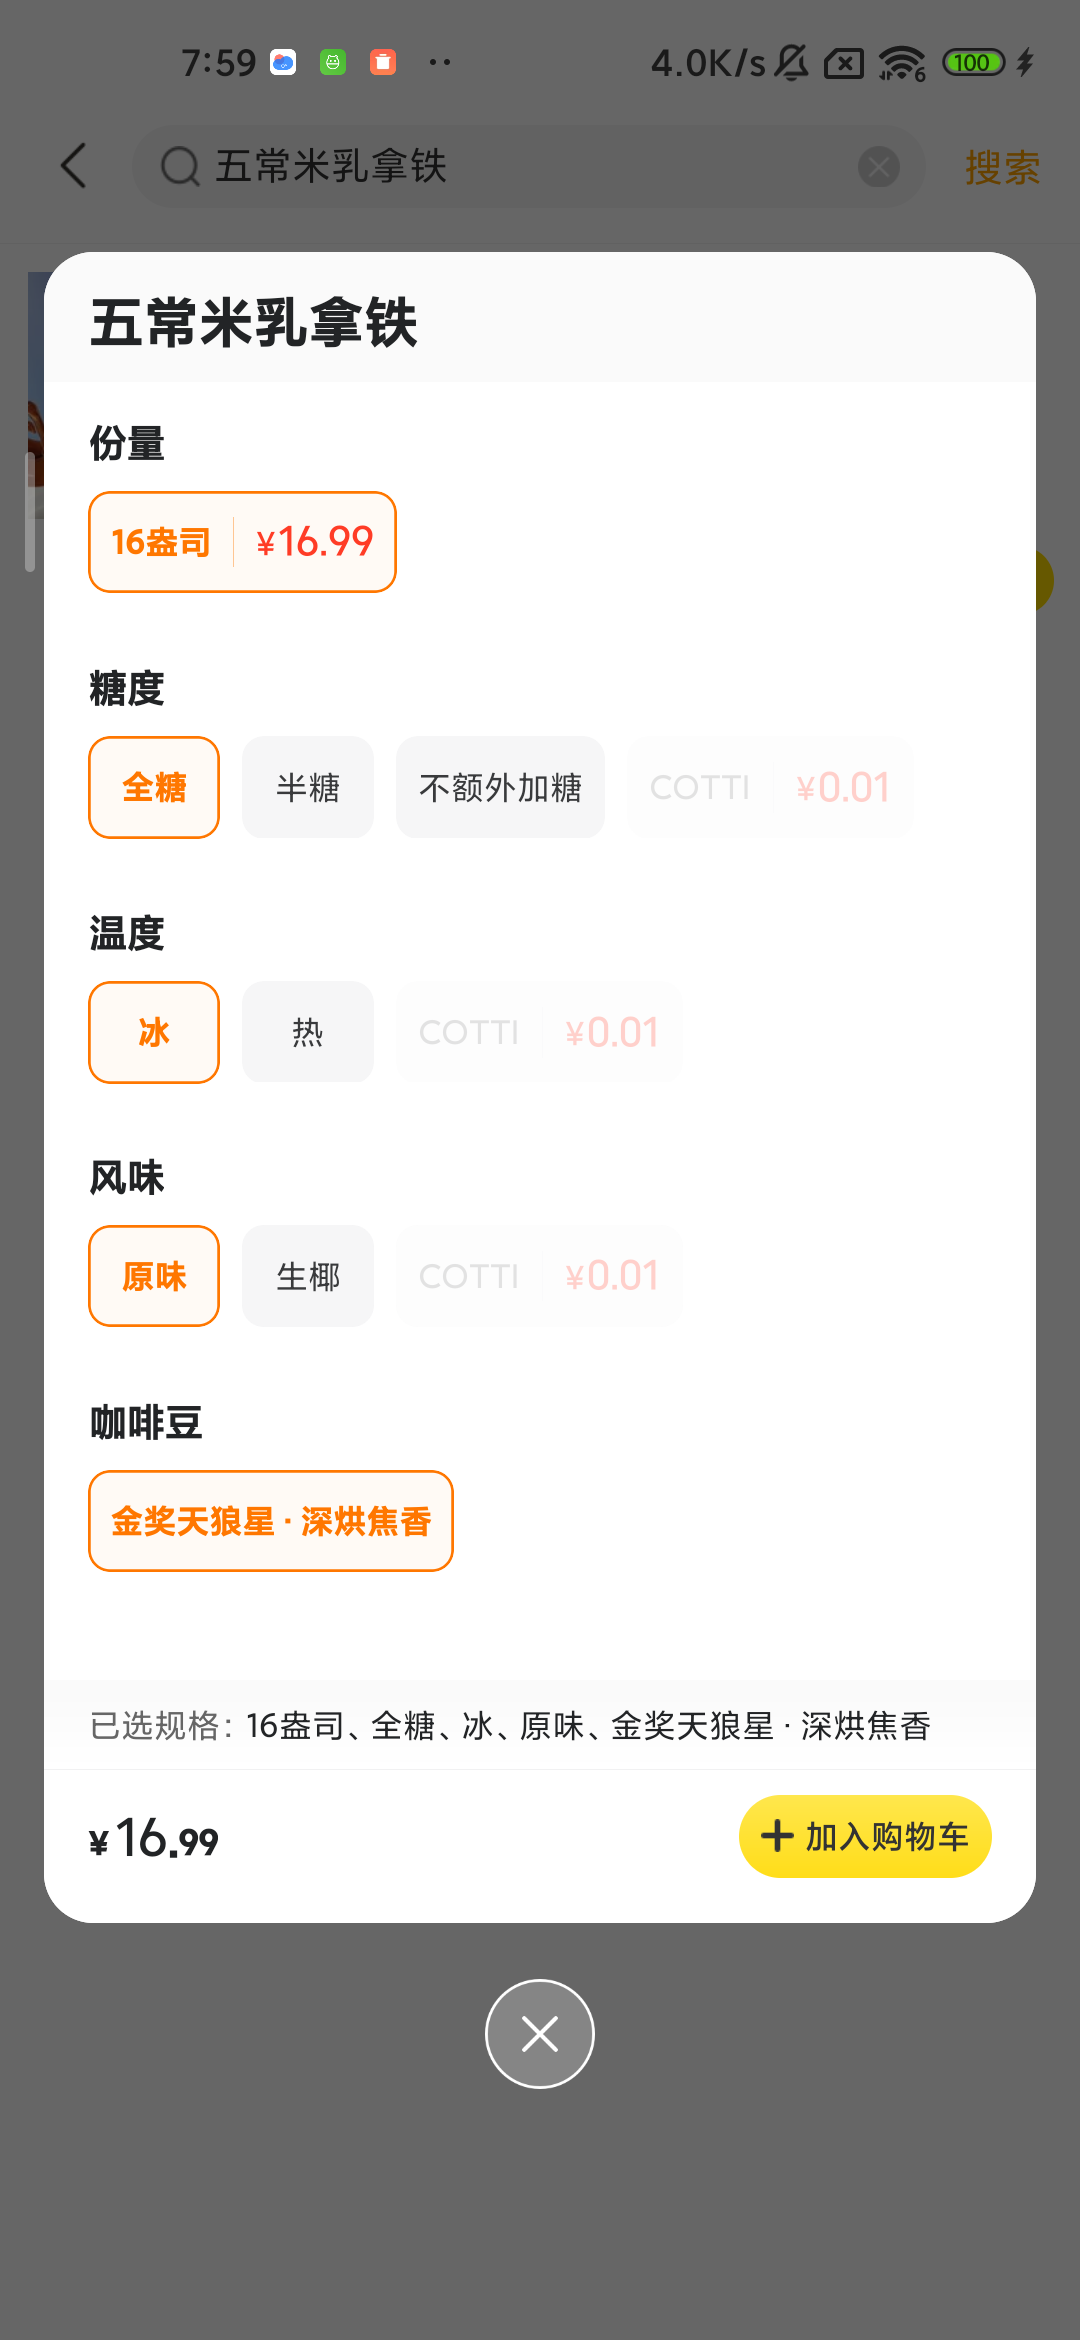 7:59 4.0K/s 6 100
五常米乳拿铁 搜索
五常米乳拿铁
份量
16盎司 ¥16.99
糖度
全糖 半糖 不额外加糖 COTTI ¥0.01
温度
冰 热 COTTI ¥0.01
风味
原味 生椰 COTTI ¥0.01
咖啡豆
金奖天狼星·深烘焦香
已选规格：16盎司、全糖、冰、原味、金奖天狼星·深烘焦香
¥16.99 加入购物车